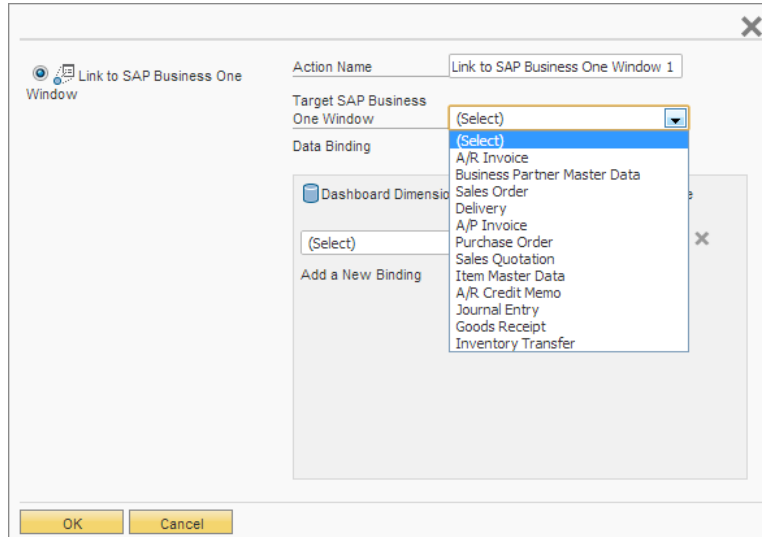 Link to SAP Business One
Window
Action Name
Link to SAP Business One Window 1
Target SAP Business
One Window
(Select)
Data Binding
(Select)
A/R Invoice
Business Partner Master Data
Sales Order
Delivery
A/P Invoice
Purchase Order
Sales Quotation
Item Master Data
A/R Credit Memo
Journal Entry
Goods Receipt
Inventory Transfer
Dashboard
(Select)
Add a New Binding
OK
Cancel